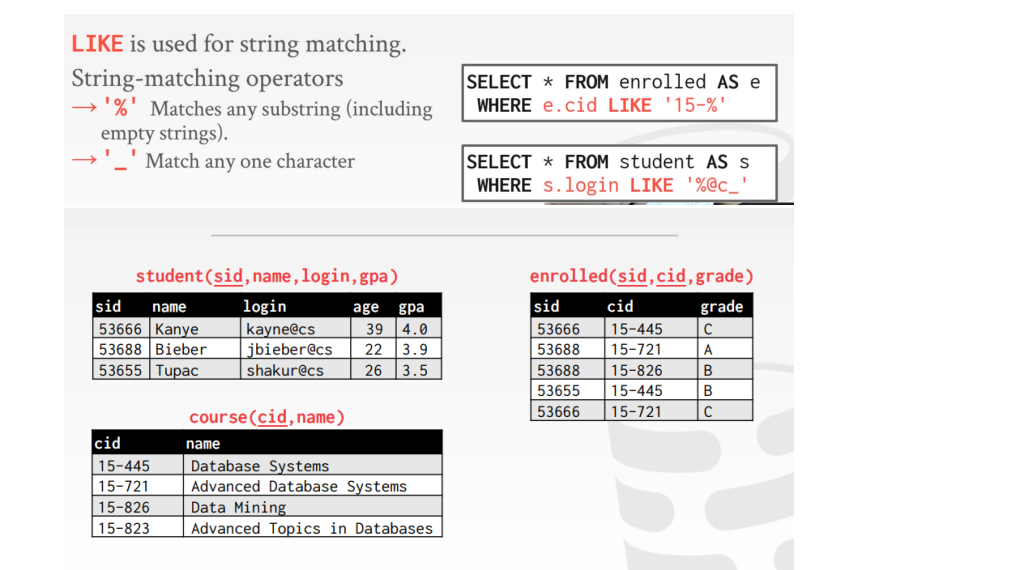 LIKE is used for string matching.
String-matching operators
→ '%' Matches any substring (including
empty strings).
→ '_' Match any one character
SELECT * FROM enrolled AS e
WHERE e.cid LIKE '15-%'
SELECT * FROM student AS s
WHERE s.login LIKE '%@c_'
student(sid,name,login,gpa)
sid name login age gpa
53666 Kanye kayne@cs 39 4.0
53688 Bieber jbieber@cs 22 3.9
53655 Tupac shakur@cs 26 3.5
enrolled(sid,cid,grade)
sid cid grade
53666 15-445 C
53688 15-721 A
53688 15-826 B
53655 15-445 B
53666 15-721 C
course(cid,name)
cid name
15-445 Database Systems
15-721 Advanced Database Systems
15-826 Data Mining
15-823 Advanced Topics in Databases